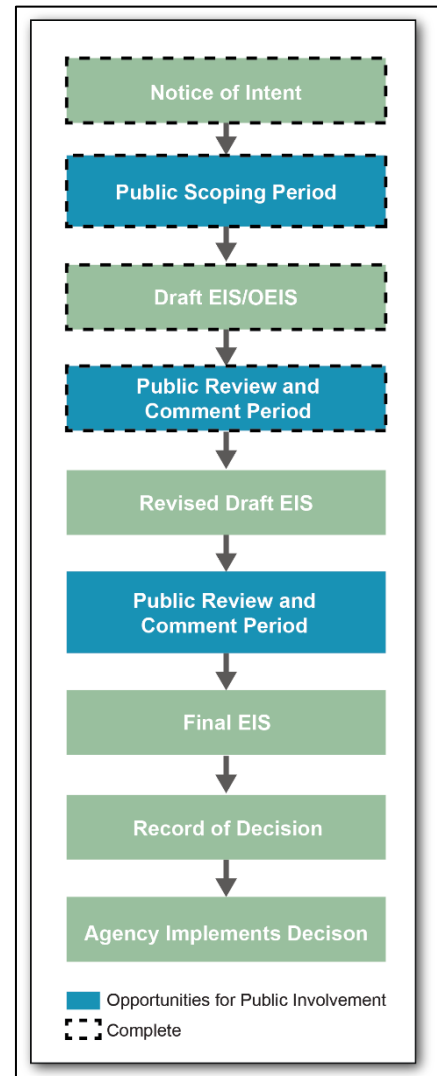 Notice of Intent
Public Scoping Period
Draft EIS/OEIS
Public Review and
Comment Period
Revised Draft EIS
Public Review and
Comment Period
Final EIS
Record of Decision
Agency Implements Decison
Opportunities for Public Involvement
Complete